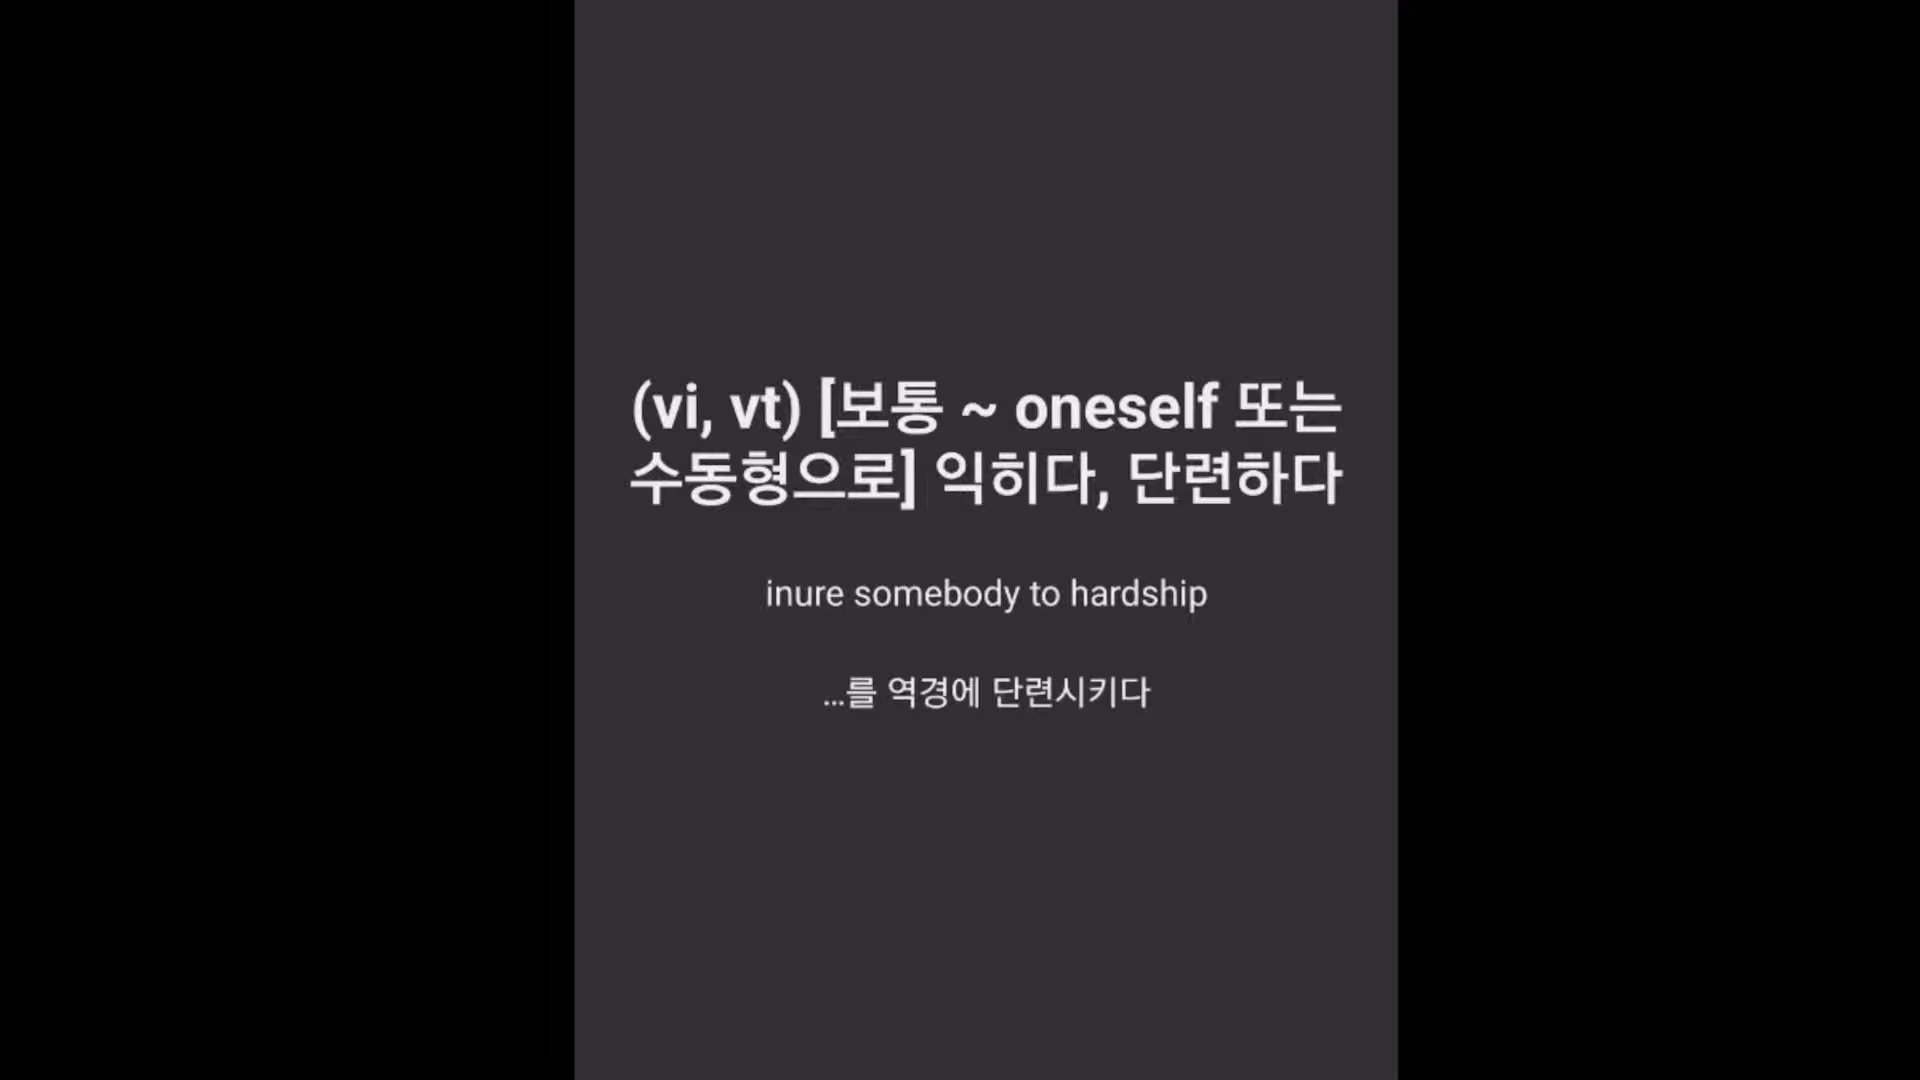 (vi, vt) [보통 ~ oneself 또는
수동형으로] 익히다, 단련하다
inure somebody to hardship
...를 역경에 단련시키다